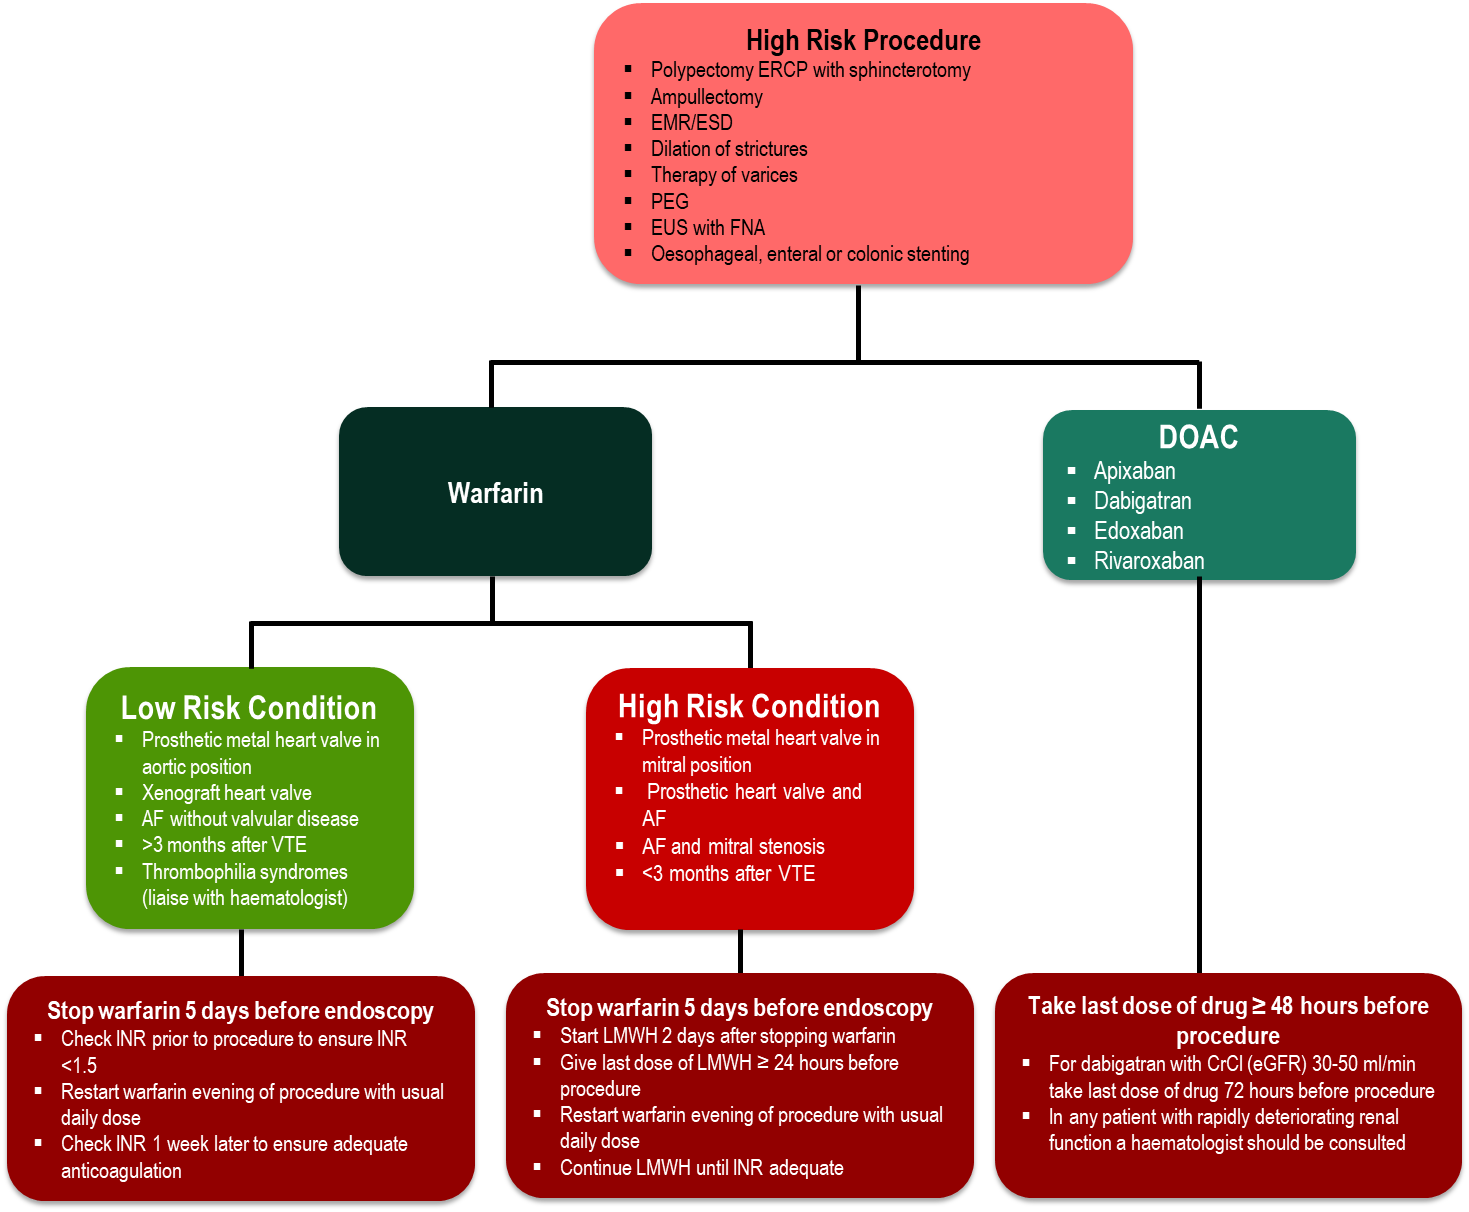 High Risk Procedure
▪ Polypectomy ERCP with sphincterotomy
▪ Ampullectomy
▪ EMR/ESD
▪ Dilation of strictures
▪ Therapy of varices
▪ PEG
▪ EUS with FNA
▪ Oesophageal, enteral or colonic stenting
Warfarin
DOAC
▪ Apixaban
▪ Dabigatran
▪ Edoxaban
▪ Rivaroxaban
Low Risk Condition
▪ Prosthetic metal heart valve in
aortic position
▪ Xenograft heart valve
▪ AF without valvular disease
▪ >3 months after VTE
▪ Thrombophilia syndromes
(liaise with haematologist)
High Risk Condition
▪ Prosthetic metal heart valve in
mitral position
▪ Prosthetic heart valve and
AF
▪ AF and mitral stenosis
▪ <3 months after VTE
Stop warfarin 5 days before endoscopy
▪ Check INR prior to procedure to ensure INR
<1.5
▪ Restart warfarin evening of procedure with usual
daily dose
▪ Check INR 1 week later to ensure adequate
anticoagulation
Stop warfarin 5 days before endoscopy
▪ Start LMWH 2 days after stopping warfarin
▪ Give last dose of LMWH ≥ 24 hours before
procedure
▪ Restart warfarin evening of procedure with usual
daily dose
▪ Continue LMWH until INR adequate
Take last dose of drug ≥ 48 hours before
procedure
▪ For dabigatran with CrCl (eGFR) 30-50 ml/min
take last dose of drug 72 hours before procedure
▪ In any patient with rapidly deteriorating renal
function a haematologist should be consulted